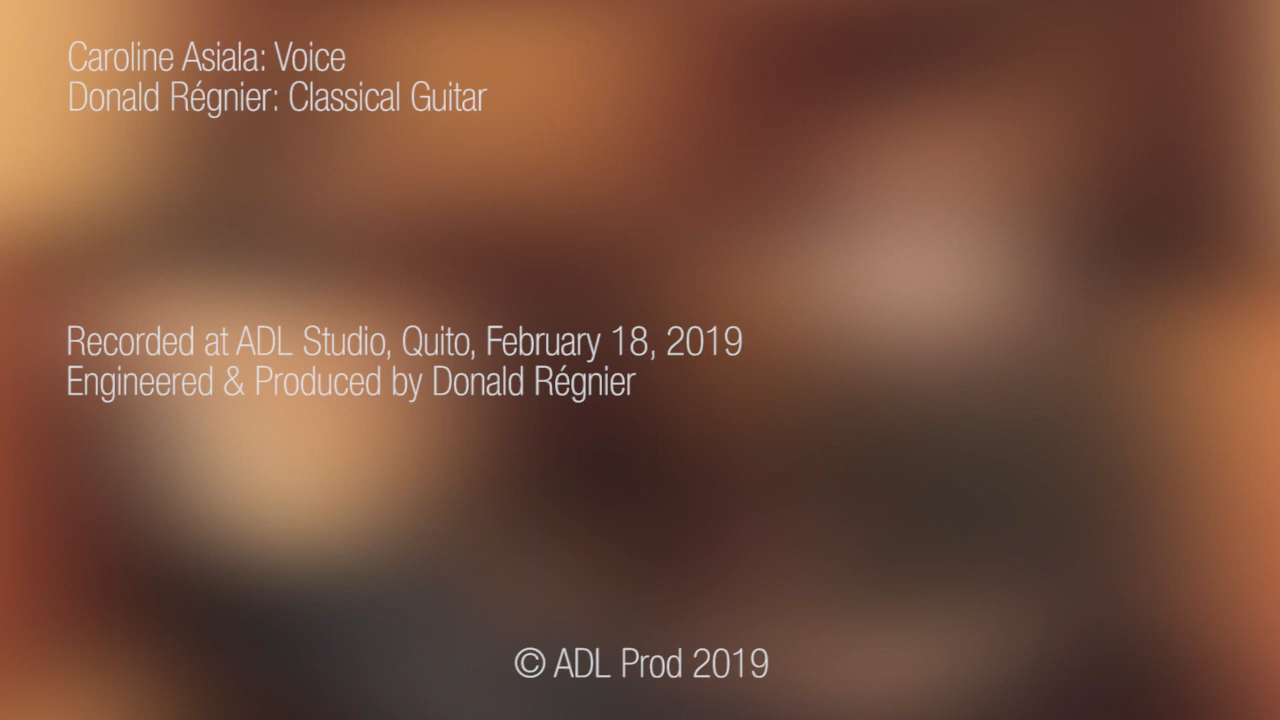 Caroline Asiala: Voice
Donald Régnier: Classical Guitar
Recorded at ADL Studio, Quito, February 18, 2019
Engineered & Produced by Donald Régnier
© ADL Prod 2019